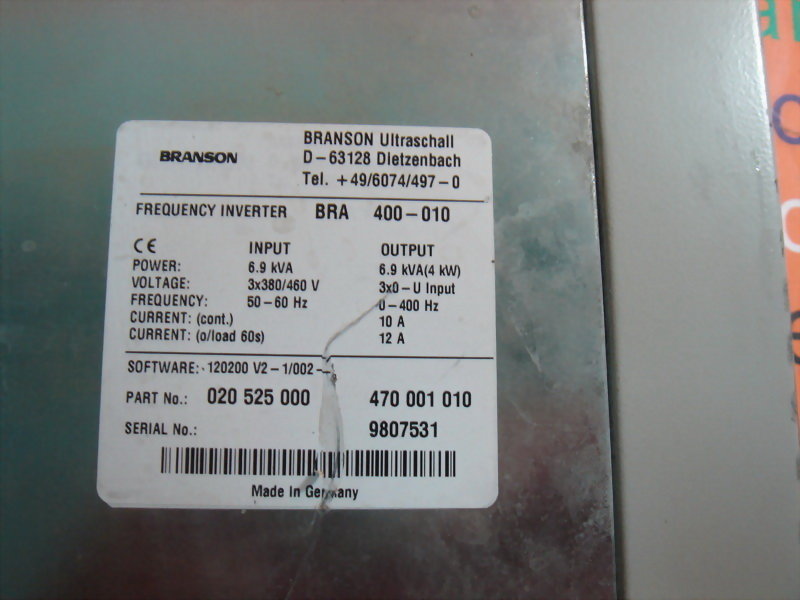 BRANSON
BRANSON Ultraschall
D-63128 Dietzenbach
Tel. +49/6074/497-0
FREQUENCY INVERTER BRA 400-010
CE INPUT OUTPUT
POWER: 6.9 kVA 6.9 kVA(4 kW)
VOLTAGE: 3x380/460 V 3x0-U Input
FREQUENCY: 50-60 Hz 0-400 Hz
CURRENT: (cont.) 10 A
CURRENT: (o/load 60s) 12 A
SOFTWARE: 120200 V2-1/002-
PART No.: 020 525 000 470 001 010
SERIAL No.: 9807531
Made In Germany